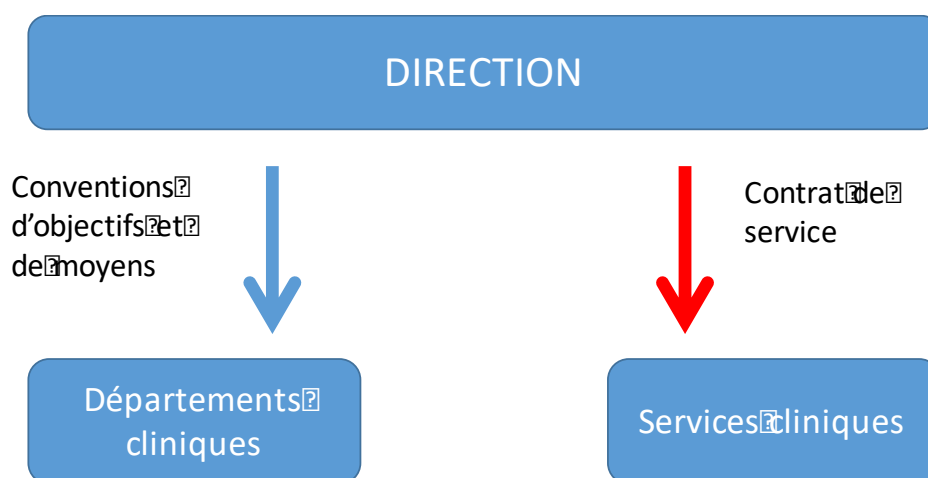 DIRECTION
Conventions
d'objectifs et
de moyens
Contrat de
service
Départements
cliniques
Services cliniques